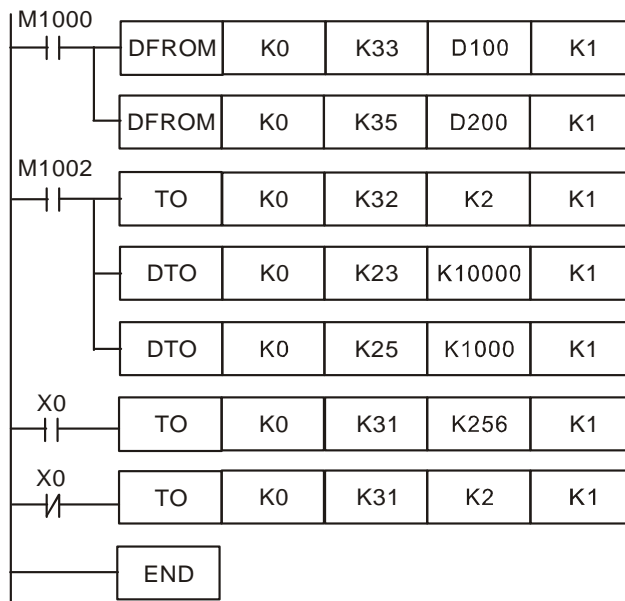 M1000
DFROM K0 K33 D100 K1
DFROM K0 K35 D200 K1
M1002
TO K0 K32 K2 K1
DTO K0 K23 K10000 K1
DTO K0 K25 K1000 K1
X0
TO K0 K31 K256 K1
X0
TO K0 K31 K2 K1
END